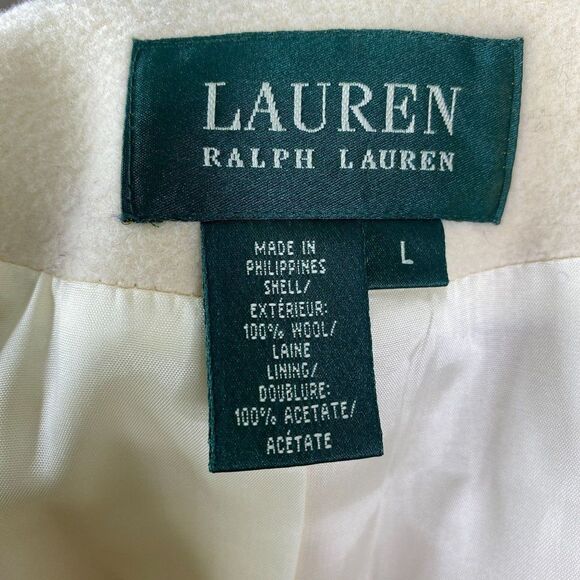 LAUREN
RALPH LAUREN
L
MADE IN
PHILIPPINES
SHELL/
EXTÉRIEUR:
100% WOOL/
LAINE
LINING/
DOUBLURE:
100% ACETATE/
ACÉTATE